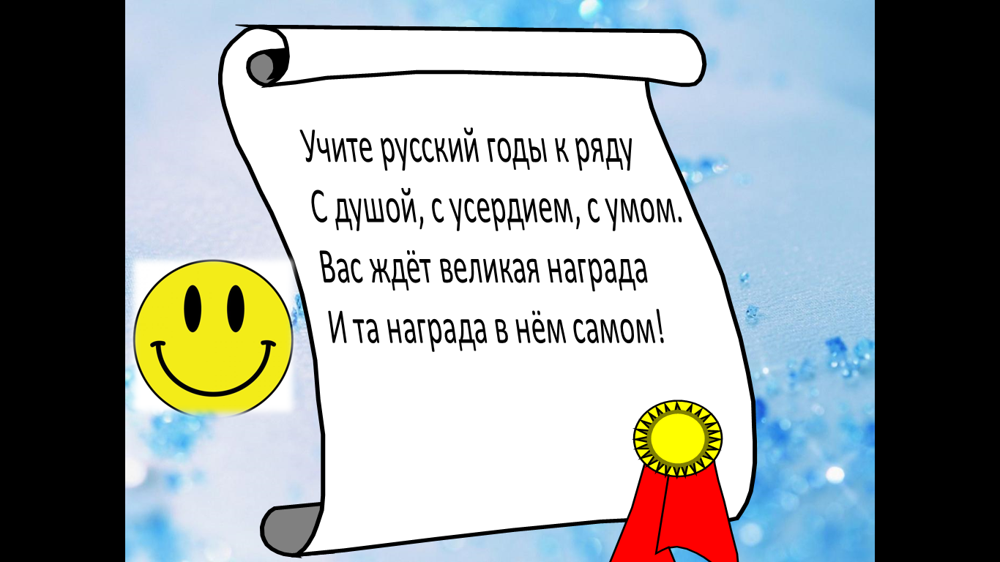 Учите русский годы к ряду
С душой, с усердием, с умом.
Вас ждёт великая награда
И та награда в нём самом!